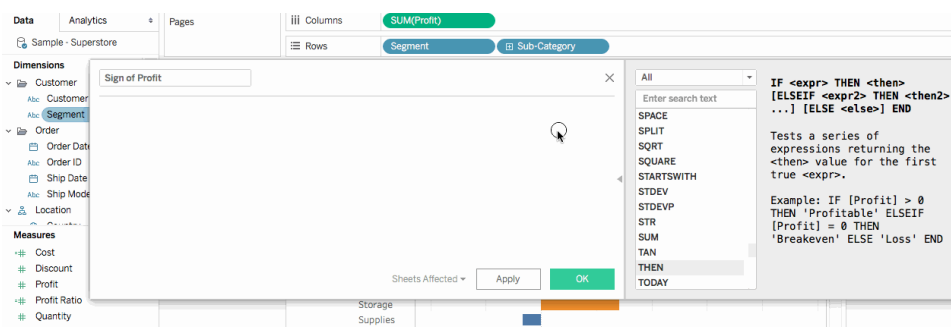 Data
Analytics
Pages
iii Columns
SUM(Profit)
Sample - Superstore
Rows
Segment
Sub-Category
Dimensions
Customer
Abc Customer
Abc Segment
Order
Order Date
Abc Order ID
Ship Date
Abc Ship Mode
Location
Measures
Cost
Discount
Profit
Profit Ratio
Quantity
Sign of Profit
Sheets Affected
Apply
OK
All
Enter search text
SPACE
SPLIT
SQRT
SQUARE
STARTSWITH
STDEV
STDEVP
STR
SUM
TAN
THEN
TODAY
IF <expr> THEN <then>
[ELSEIF <expr2> THEN <then2>
...] [ELSE <else>] END
Tests a series of
expressions returning the
<then> value for the first
true <expr>.
Example: IF [Profit] > 0
THEN 'Profitable' ELSEIF
[Profit] = 0 THEN
'Breakeven' ELSE 'Loss' END
Storage
Supplies